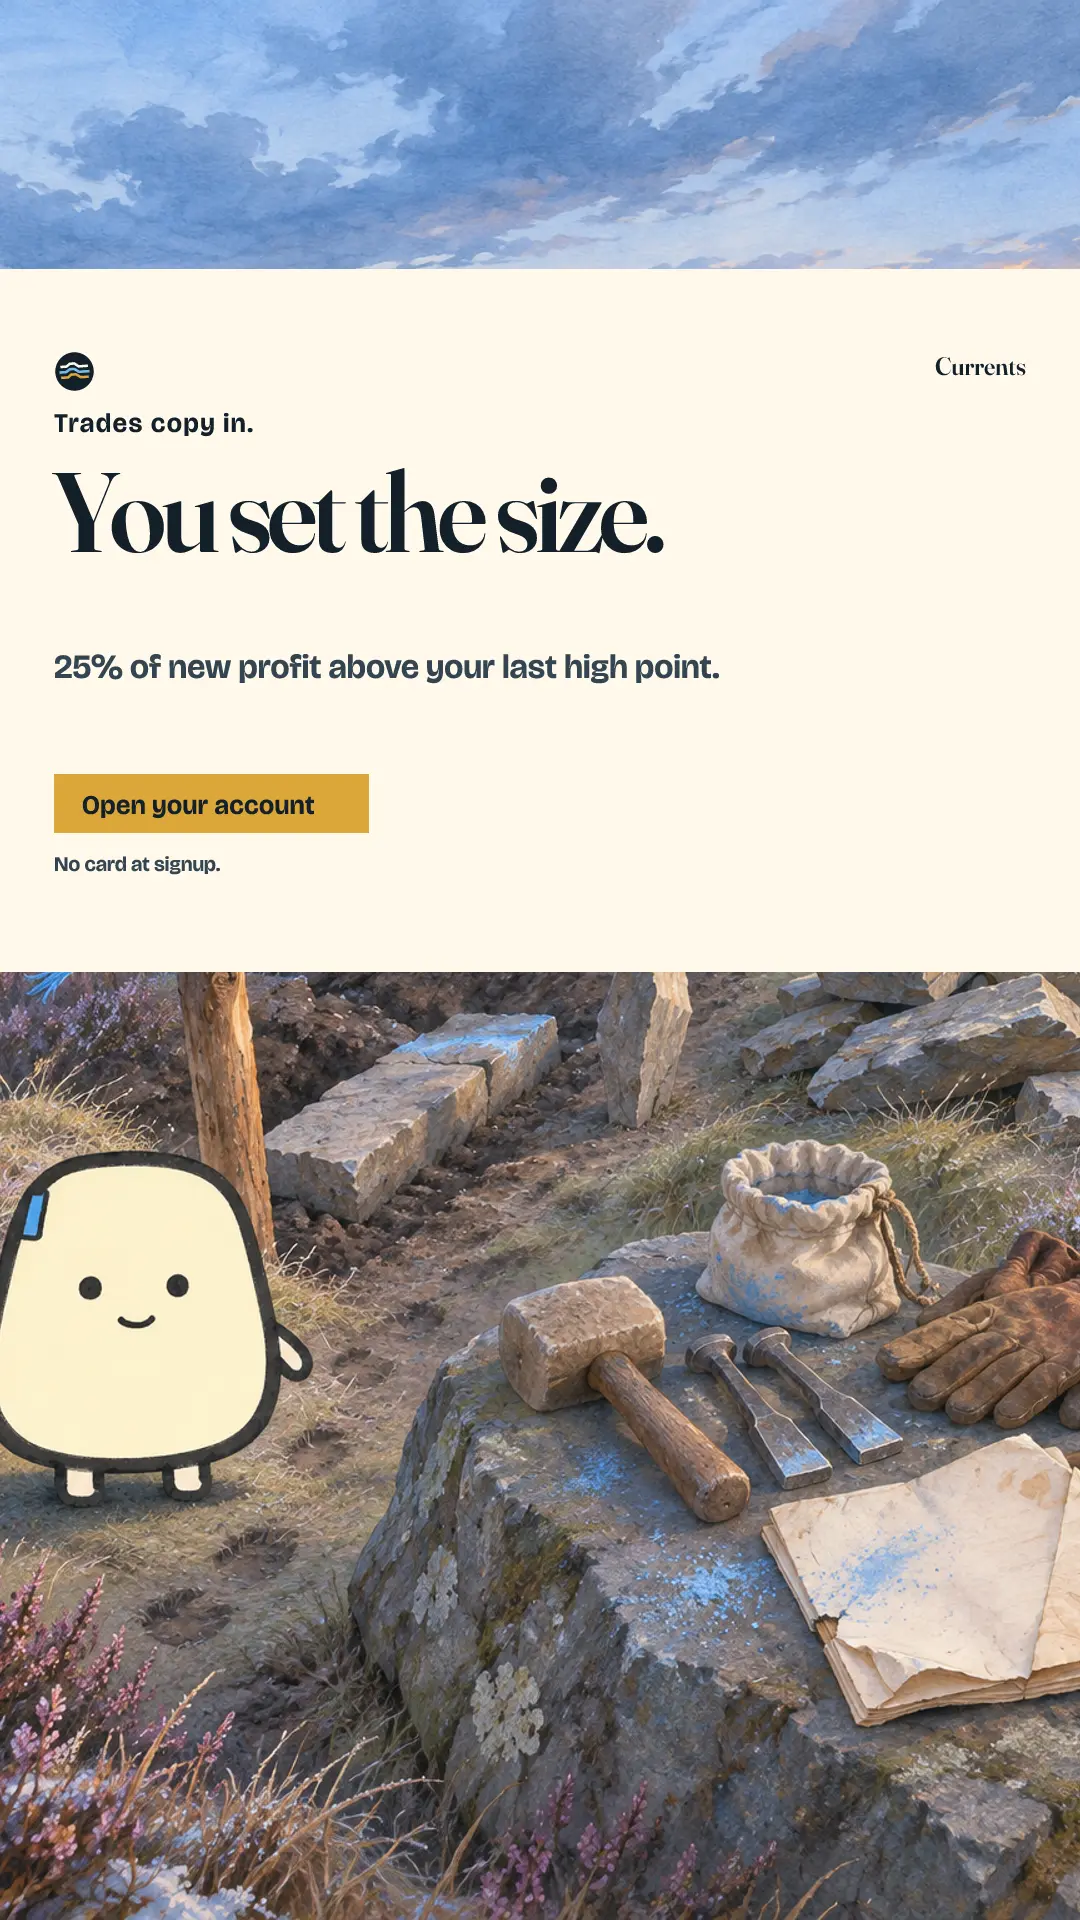 Currents
Trades copy in.
You set the size.
25% of new profit above your last high point.
Open your account
No card at signup.